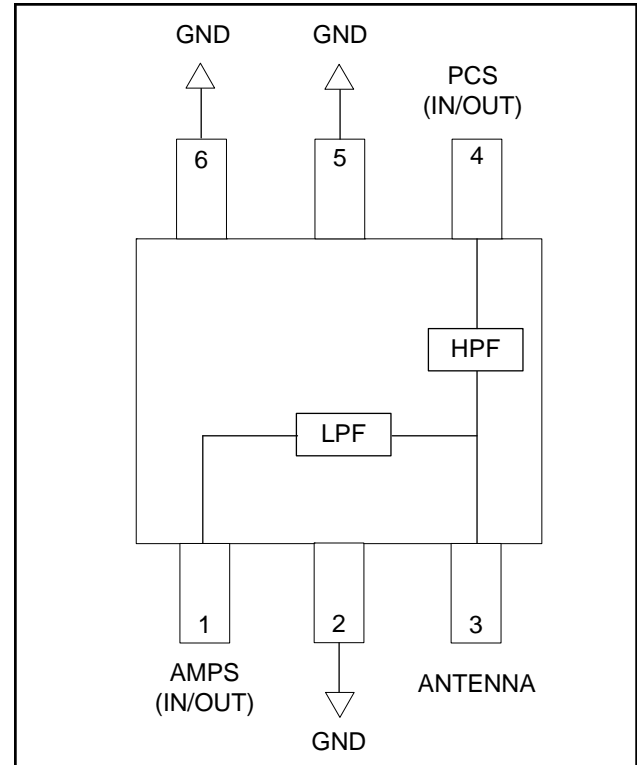 GND
GND
PCS
(IN/OUT)
6
5
4
HPF
LPF
1
2
3
AMPS
(IN/OUT)
ANTENNA
GND